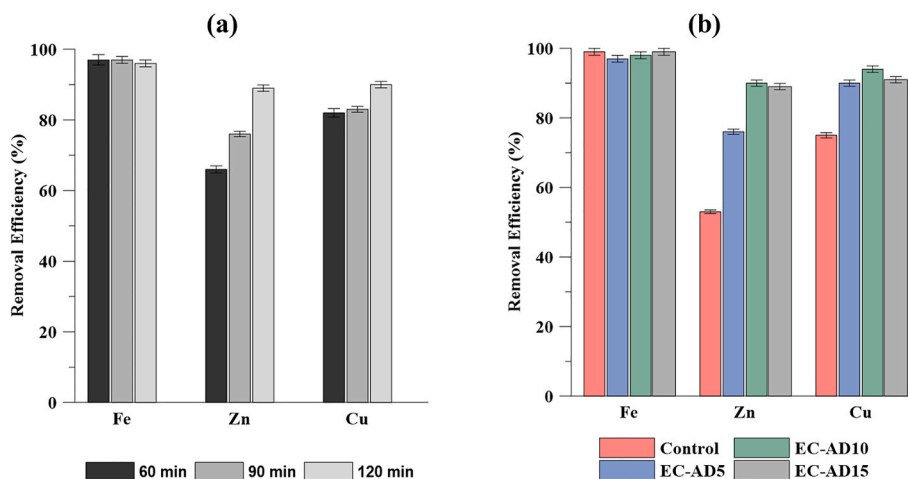 (a)
Removal Efficiency (%)
100
80
60
40
20
0
Fe Zn Cu
60 min 90 min 120 min
(b)
Removal Efficiency (%)
100
80
60
40
20
0
Fe Zn Cu
Control EC-AD10
EC-AD5 EC-AD15